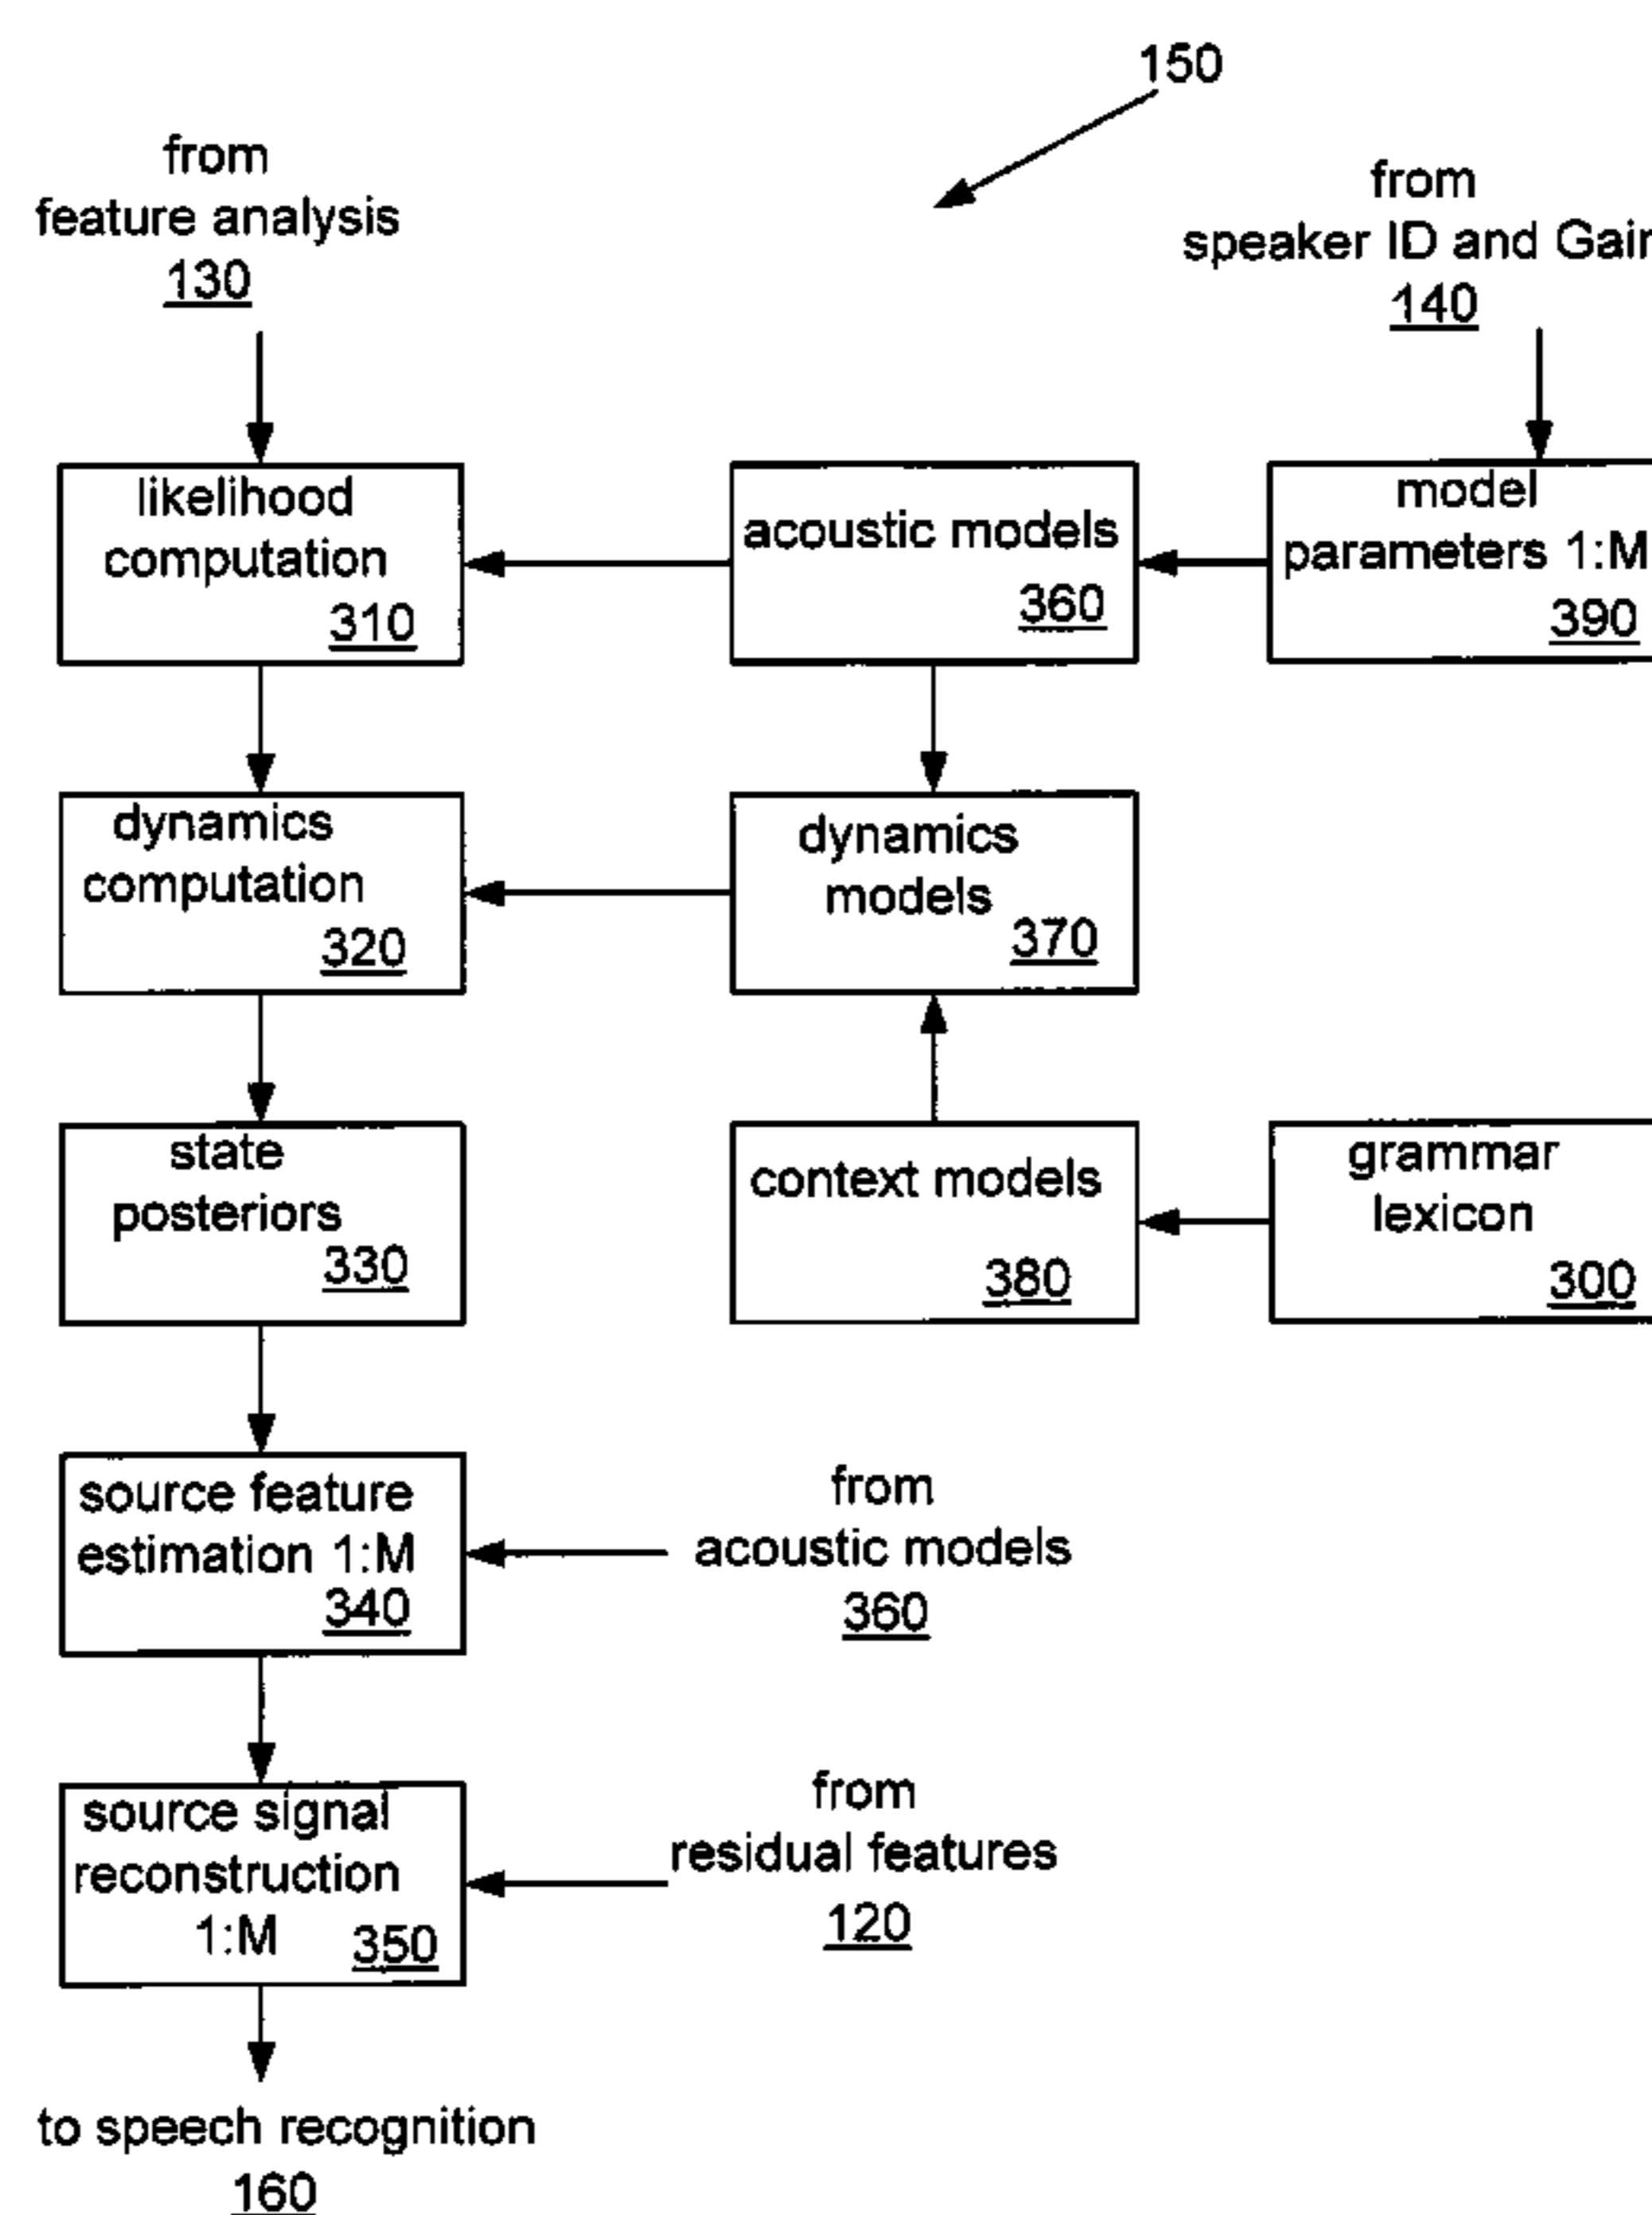 150
from
feature analysis
130
from
speaker ID and Gain
140
likelihood
computation
310
acoustic models
360
model
parameters 1:M
390
dynamics
computation
320
dynamics
models
370
state
posteriors
330
context models
380
grammar
lexicon
300
source feature
estimation 1:M
340
from
acoustic models
360
source signal
reconstruction
1:M 350
from
residual features
120
to speech recognition
160